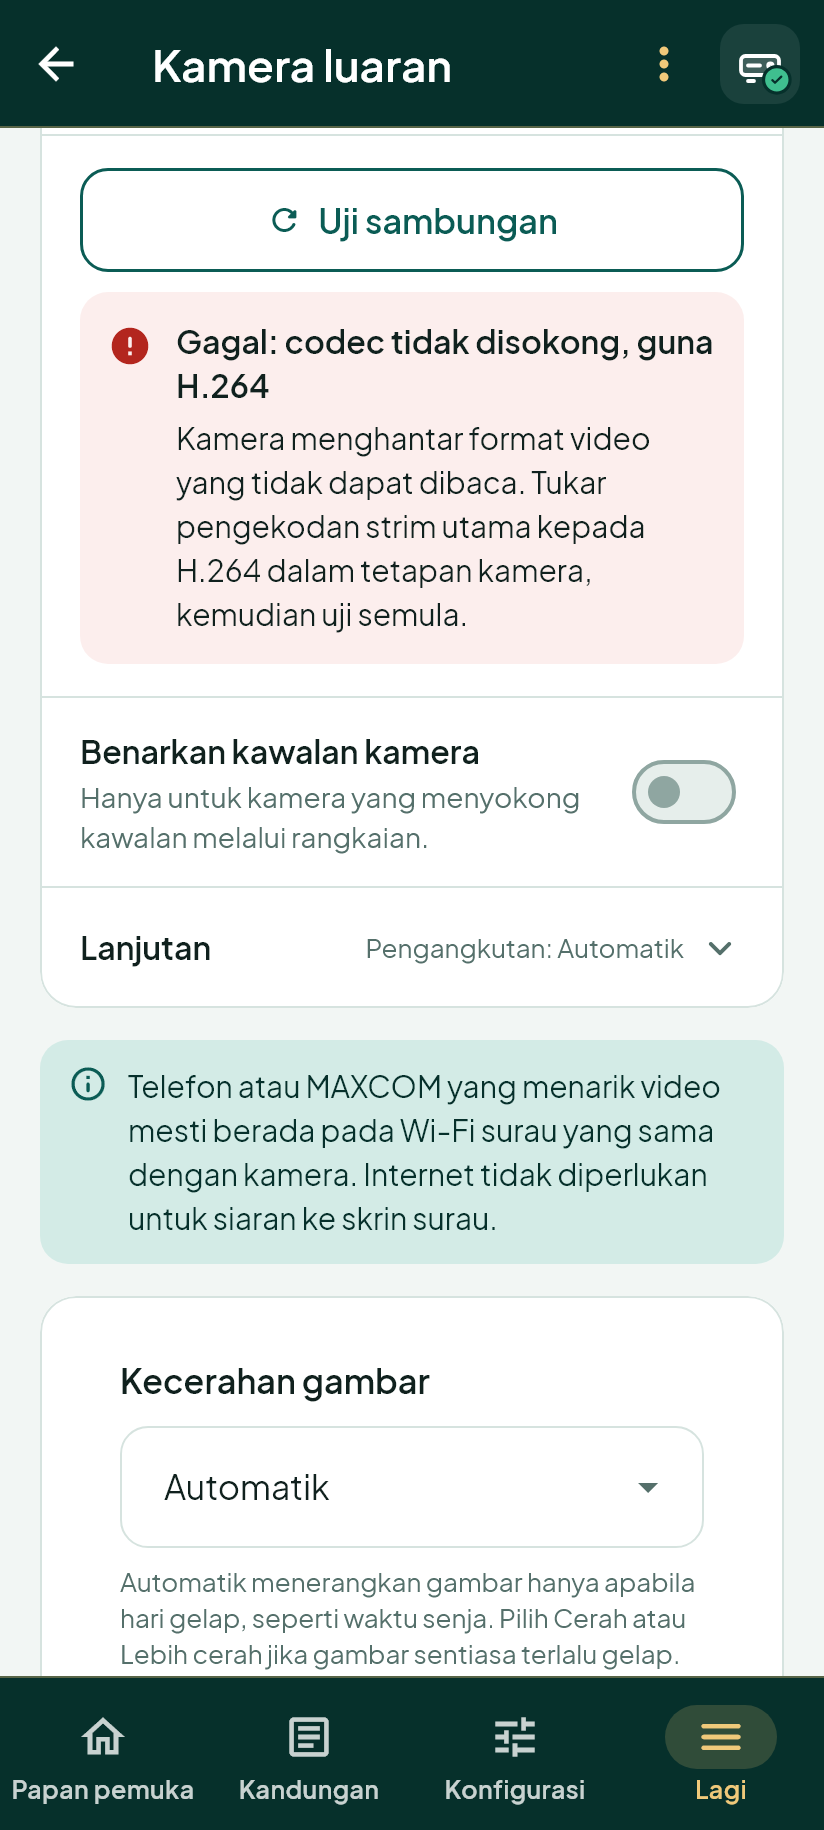 Kamera luaran
Uji sambungan
Gagal: codec tidak disokong, guna
H.264
Kamera menghantar format video
yang tidak dapat dibaca. Tukar
pengekodan strim utama kepada
H.264 dalam tetapan kamera,
kemudian uji semula.
Benarkan kawalan kamera
Hanya untuk kamera yang menyokong
kawalan melalui rangkaian.
Lanjutan
Pengangkutan: Automatik
Telefon atau MAXCOM yang menarik video
mesti berada pada Wi-Fi surau yang sama
dengan kamera. Internet tidak diperlukan
untuk siaran ke skrin surau.
Kecerahan gambar
Automatik
Automatik menerangkan gambar hanya apabila
hari gelap, seperti waktu senja. Pilih Cerah atau
Lebih cerah jika gambar sentiasa terlalu gelap.
Papan pemuka
Kandungan
Konfigurasi
Lagi